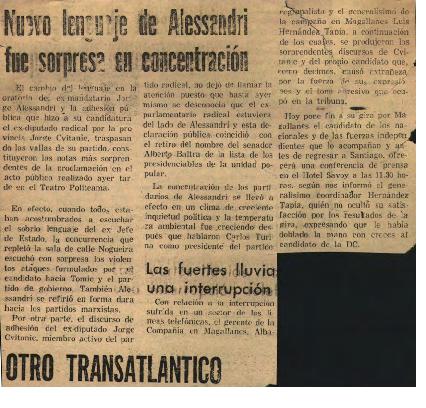 Nuevo lenguaje de Alessandri
fue sorpresa en concentración
El cambio del lenguaje en la
oratoria del ex mandatario Jor
ge Alessandri y la adhesión pú
blica que hizo a su candidatura
el ex-diputado radical por la pro
vincia, Jorge Cvitanic, traspasan
do las vallas de su partido, cons
tituyeron las notas más sorpren
dentes de la proclamación en el
acto público realizado ayer tar
de en el Teatro Politeama.
En efecto, cuando todos esta
ban acostumbrados a escuchar
el sobrio lenguaje del ex Jefe
de Estado, la concurrencia que
repletó la sala de calle Nogueira
escuchó con sorpresa los violen
tos ataques formulados por el
candidato hacia Tomic y el par
tido de gobierno. También Ale
ssandri se refirió en forma dura
hacia los partidos marxistas.
Por otra parte, el discurso de
adhesión del ex-diputado Jorge
Cvitonic, miembro activo del par
tido radical, no dejó de llamar la
atención puesto que hasta ayer
mismo se desconocía que el ex-
parlamentario radical estuviera
del lado de Alessandri y esta de
claración pública coincidió con
el retiro del nombre del senador
Alberto Baltra de la lista de los
presidenciables de la unidad po
pular.
La concentración de los parti
darios de Alessandri se llevó a
efecto en un clima de creciente
inquietud política y la temperatu
ra ambiental fue creciendo des
pués que hablaron Carlos Turi
na como presidente del partido
Las fuertes lluvia
una interrupción
Con relación a la interrupción
sufrida en un sector de las lí
neas telefónicas, el gerente de la
Compañía en Magallanes, Alba-
regionalista y el generalísimo de
la campaña en Magallanes Luis
Hernández Tapia, a continuación
de los cuales, se produjeron los
sorprendentes discursos de Cvi-
tanic y del propio candidato que,
como decimos, causó extrañeza,
por la fuerza de sus expresio
nes y el tono agresivo que ocu
pó en la tribuna.
Hoy pone fin a su gira por Ma
gallanes el candidato de los na
cionales y de las fuerzas indepen
dientes que lo acompañan y an
tes de regresar a Santiago, ofre
cerá una conferencia de prensa
en el Hotel Savoy a las 11.30 ho
ras, según nos informó el gene
ralísimo coordinador Hernández
Tapia, quién no ocultó su satis
facción por los resultados de la
gira, expresando que le había
doblado la mano con creces al
candidato de la DC.
OTRO TRANSATLANTICO